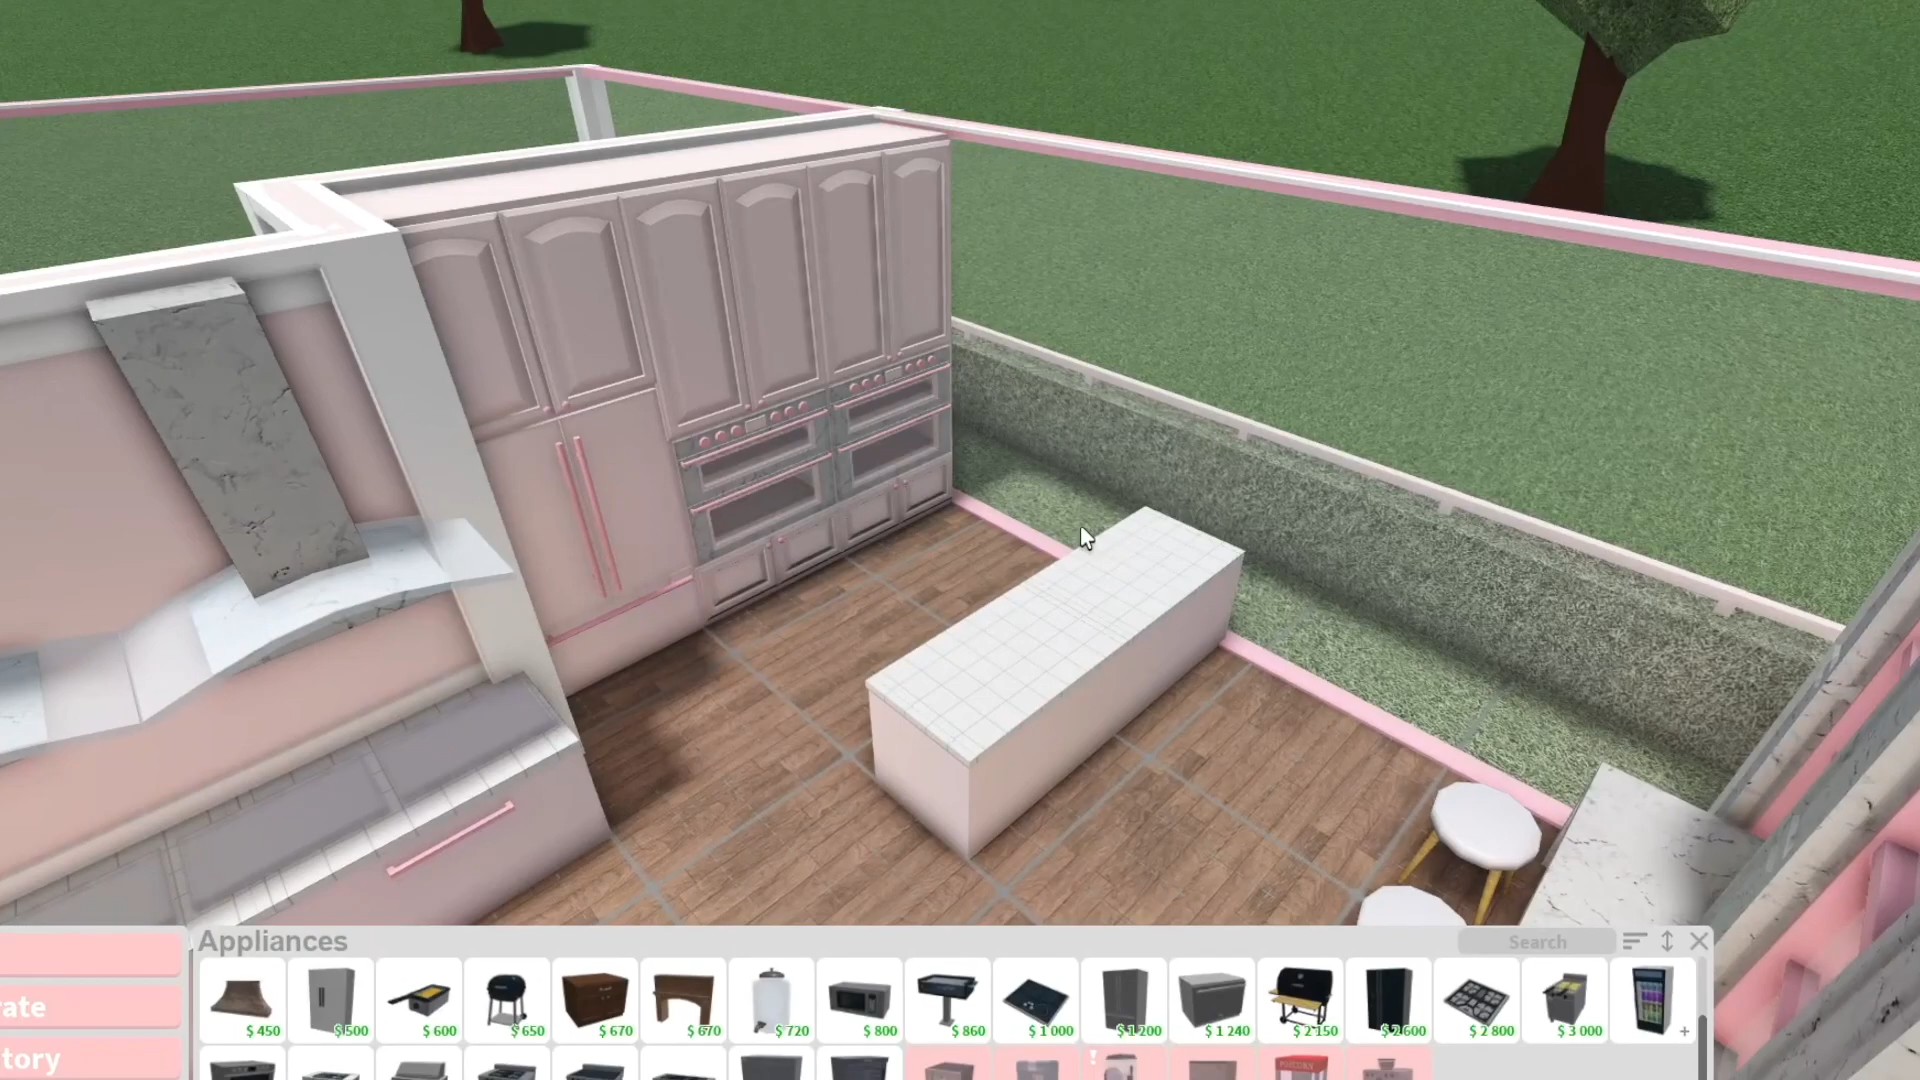 Appliances
Search
$ 450
$500
$ 600
$ 650
$ 670
$ 670
$ 720
$ 800
$ 860
$ 1 000
$ 1 200
$ 1 240
$ 2 150
$ 2 600
$ 2 800
$ 3 000
+
rate
tory